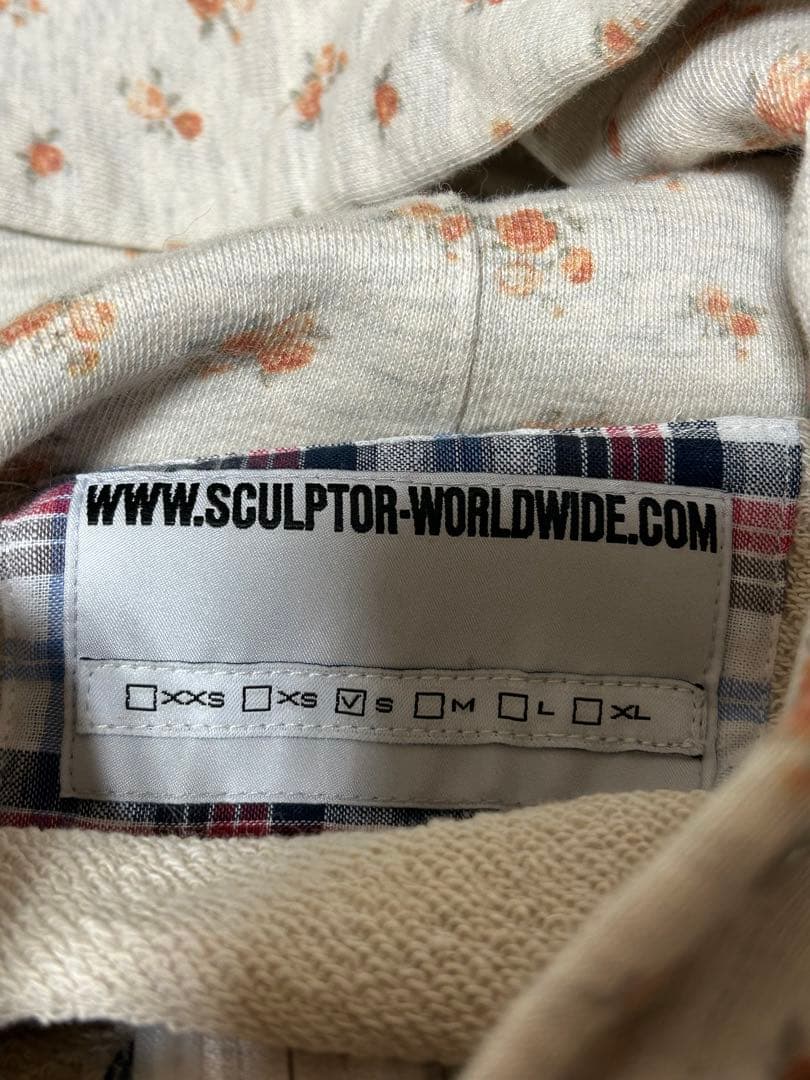 WWW.SCULPTOR-WORLDWIDE.COM
☐XXS ☐XS ☑S ☐M ☐L ☐XL